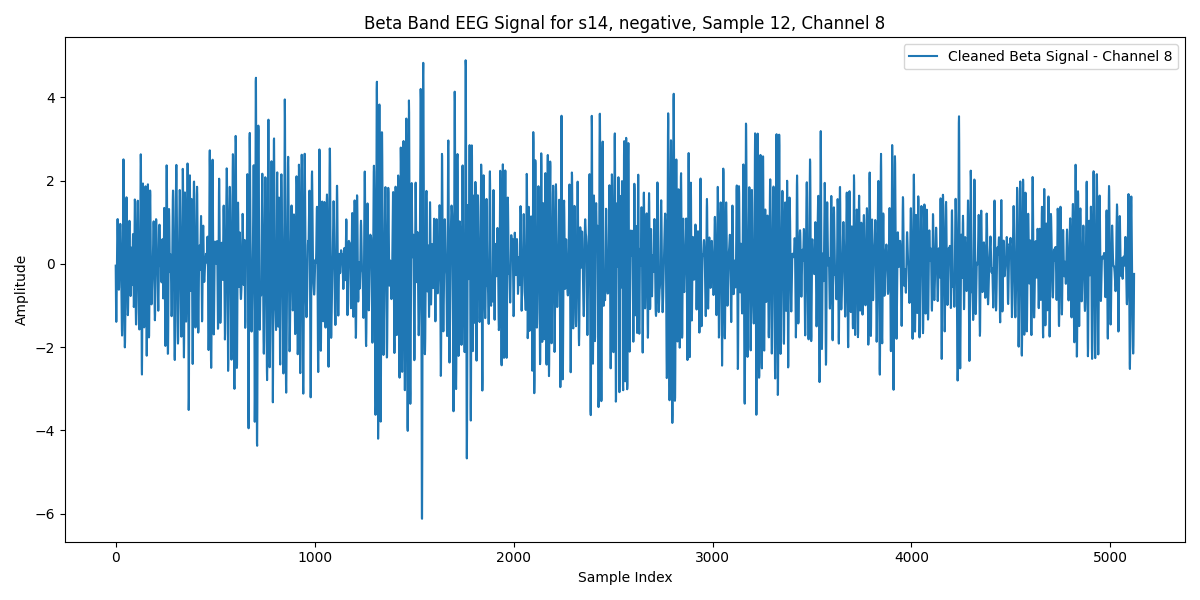 Beta Band EEG Signal for s14, negative, Sample 12, Channel 8
Cleaned Beta Signal - Channel 8
Amplitude
4
2
0
−2
−4
−6
0 1000 2000 3000 4000 5000
Sample Index